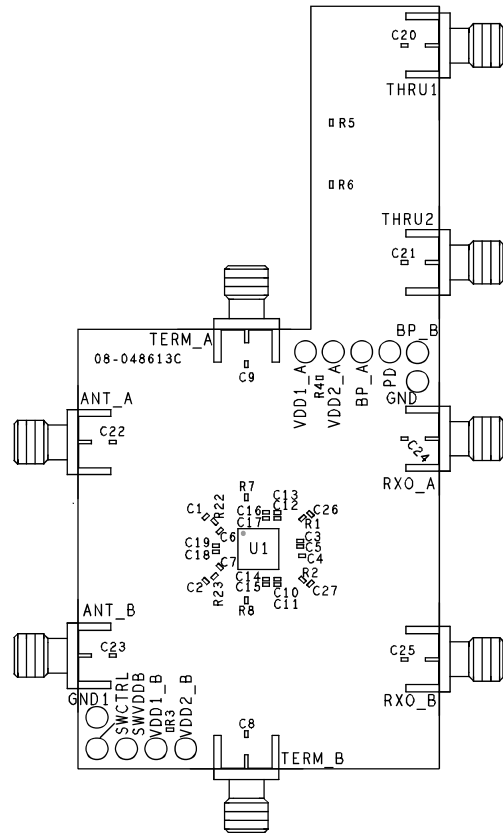 C20
THRU1
R5
R6
THRU2
C21
TERM_A
BP_B
08-048613C
C9
VDD1_A
R4
VDD2_A
BP_A
PD
GND
ANT_A
C22
C24
RXO_A
R7
C1
R22
C16
C17
C13
C12
C26
R1
C6
C19
C18
U1
C3
C5
C4
C7
C2
R23
C14
C15
R8
C10
C11
R2
C27
ANT_B
C23
C25
GND1
SWCTRL
SWVDDB
VDD1_B
R3
VDD2_B
RXO_B
C8
TERM_B